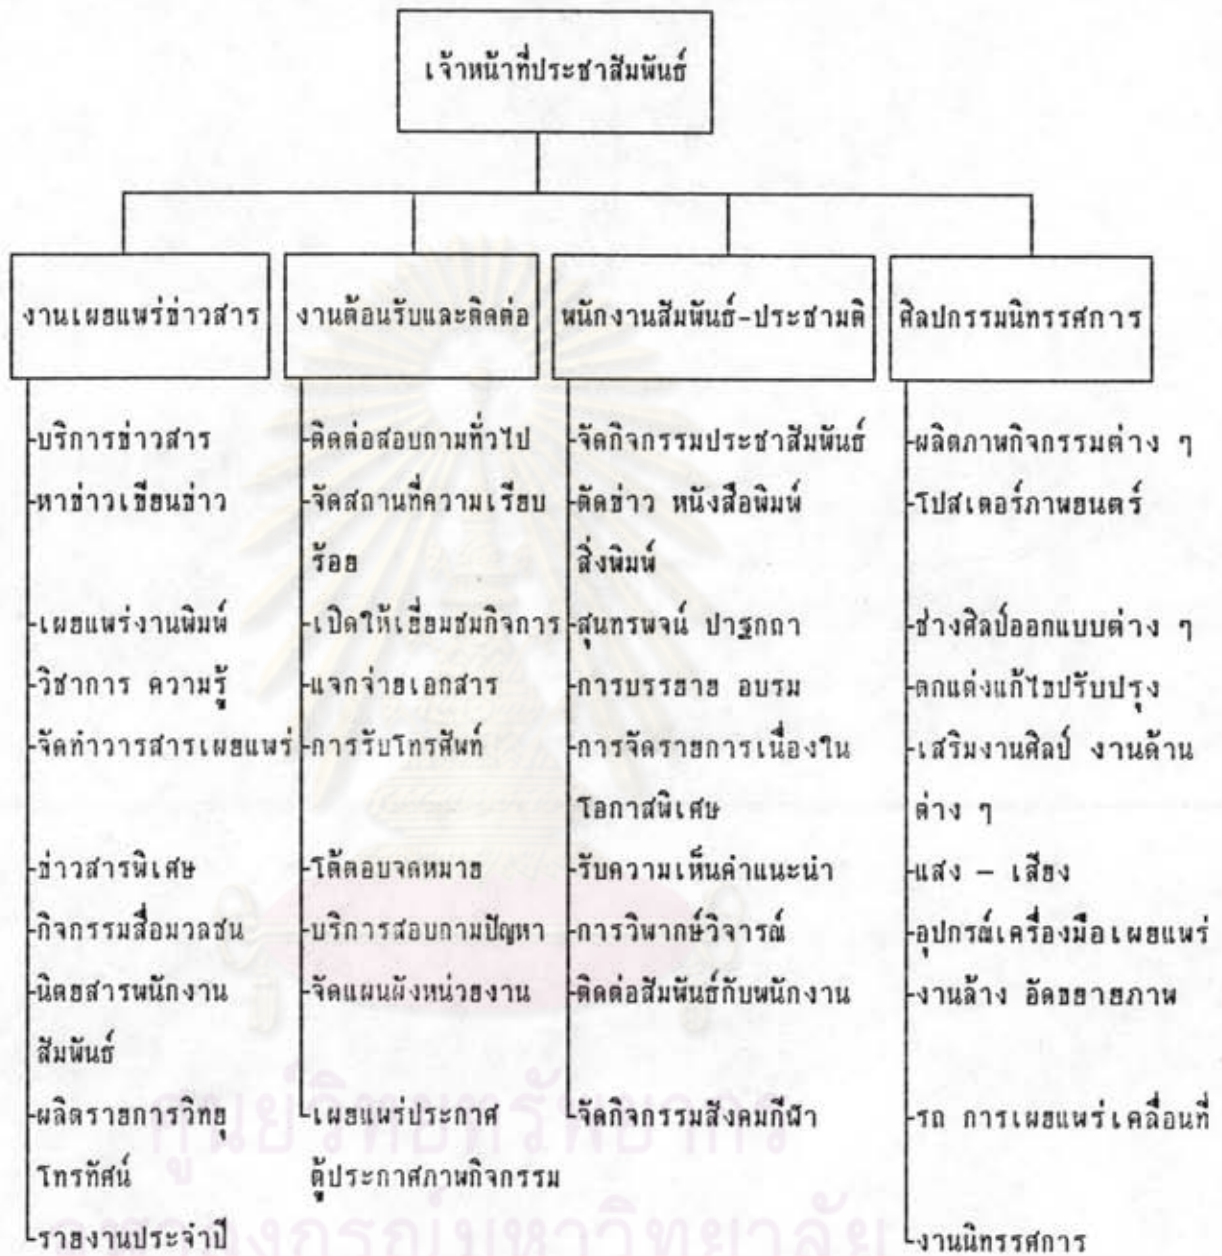 เจ้าหน้าที่ประชาสัมพันธ์
งานเผยแพร่ข่าวสาร
-บริการข่าวสาร
-หาข่าวเขียนข่าว
-เผยแพร่งานพิมพ์
-วิชาการ ความรู้
-จัดทำวารสารเผยแพร่
-ข่าวสารพิเศษ
-กิจกรรมสื่อมวลชน
-นิตยสารพนักงาน
สัมพันธ์
-ผลิตรายการวิทยุ
โทรทัศน์
-รายงานประจำปี
งานต้อนรับและติดต่อ
-ติดต่อสอบถามทั่วไป
-จัดสถานที่ความเรียบ
ร้อย
-เปิดให้เยี่ยมชมกิจการ
-แจกจ่ายเอกสาร
-การรับโทรศัพท์
-โต้ตอบจดหมาย
-บริการสอบถามปัญหา
-จัดแผนผังหน่วยงาน
-เผยแพร่ประกาศ
ตู้ประกาศภาพกิจกรรม
พนักงานสัมพันธ์-ประชามติ
-จัดกิจกรรมประชาสัมพันธ์
-ตัดข่าว หนังสือพิมพ์
สิ่งพิมพ์
-สุนทรพจน์ ปาฐกถา
-การบรรยาย อบรม
-การจัดรายการเนื่องใน
โอกาสพิเศษ
-รับความเห็นคำแนะนำ
-การวิพากษ์วิจารณ์
-ติดต่อสัมพันธ์กับพนักงาน
-จัดกิจกรรมสังคมกีฬา
ศิลปกรรมนิทรรศการ
-ผลิตภาพกิจกรรมต่าง ๆ
-โปสเตอร์ภาพยนตร์
-ช่างศิลป์ออกแบบต่าง ๆ
-ตกแต่งแก้ไขปรับปรุง
-เสริมงานศิลป์ งานด้าน
ต่าง ๆ
-แสง - เสียง
-อุปกรณ์เครื่องมือเผยแพร่
-งานล้าง อัดขยายภาพ
-รถ การเผยแพร่เคลื่อนที่
-งานนิทรรศการ
ศูนย์วิทยทรัพยากร
จุฬาลงกรณ์มหาวิทยาลัย